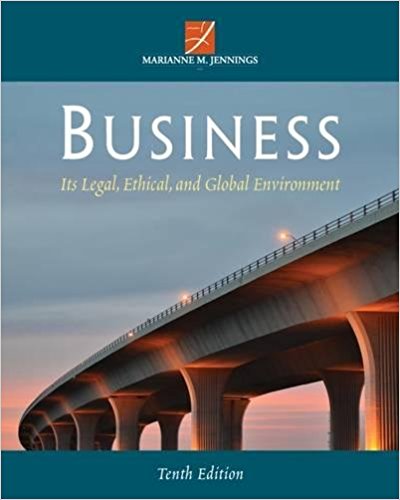 MARIANNE M. JENNINGS
BUSINESS
Its Legal, Ethical, and Global Environment
Tenth Edition